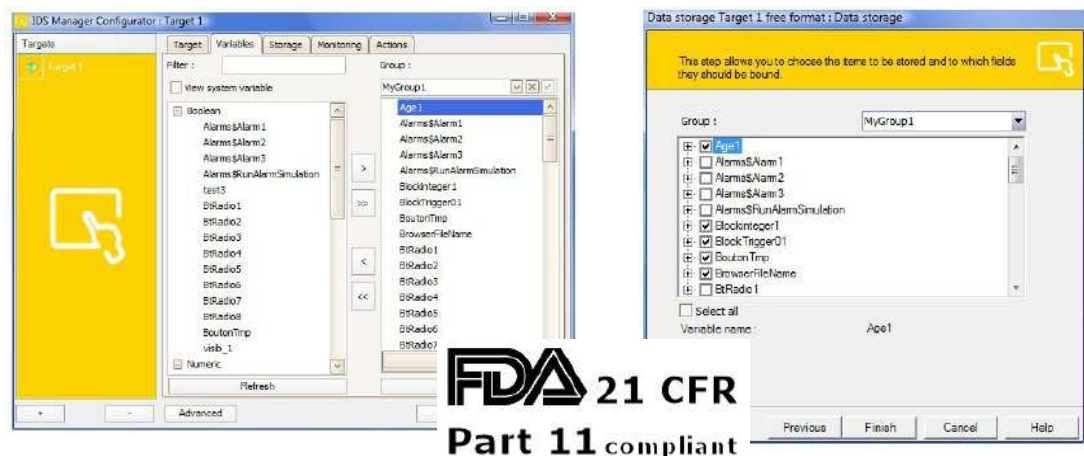 IDS Manager Configurator : Target 1
Targets
Target 1
Target Variables Storage Monitoring Actions
Filter :
View system variable
Boolean
Alarms$Alarm1
Alarms$Alarm2
Alarms$Alarm3
Alarms$RunAlarmSimulation
test3
BtRadio1
BtRadio2
BtRadio3
BtRadio4
BtRadio5
BtRadio6
BtRadio7
BtRadio8
BoutonTmp
visib_1
Numeric
Refresh
>
>>
<
<<
Group :
MyGroup1
Age1
Alarms$Alarm1
Alarms$Alarm2
Alarms$Alarm3
Alarms$RunAlarmSimulation
BlockInteger1
BlockTrigger01
BoutonTmp
BrowserFileName
BtRadio1
BtRadio2
BtRadio3
BtRadio4
BtRadio5
BtRadio6
BtRadio7
+ - Advanced
Data storage Target 1 free format : Data storage
This step allows you to choose the items to be stored and to which fields
they should be bound.
Group : MyGroup1
Age1
Alarms$Alarm1
Alarms$Alarm2
Alarms$Alarm3
Alarms$RunAlarmSimulation
BlockInteger1
BlockTrigger01
BoutonTmp
BrowserFileName
BtRadio1
Select all
Variable name : Age1
Previous Finish Cancel Help
FDA 21 CFR
Part 11 compliant